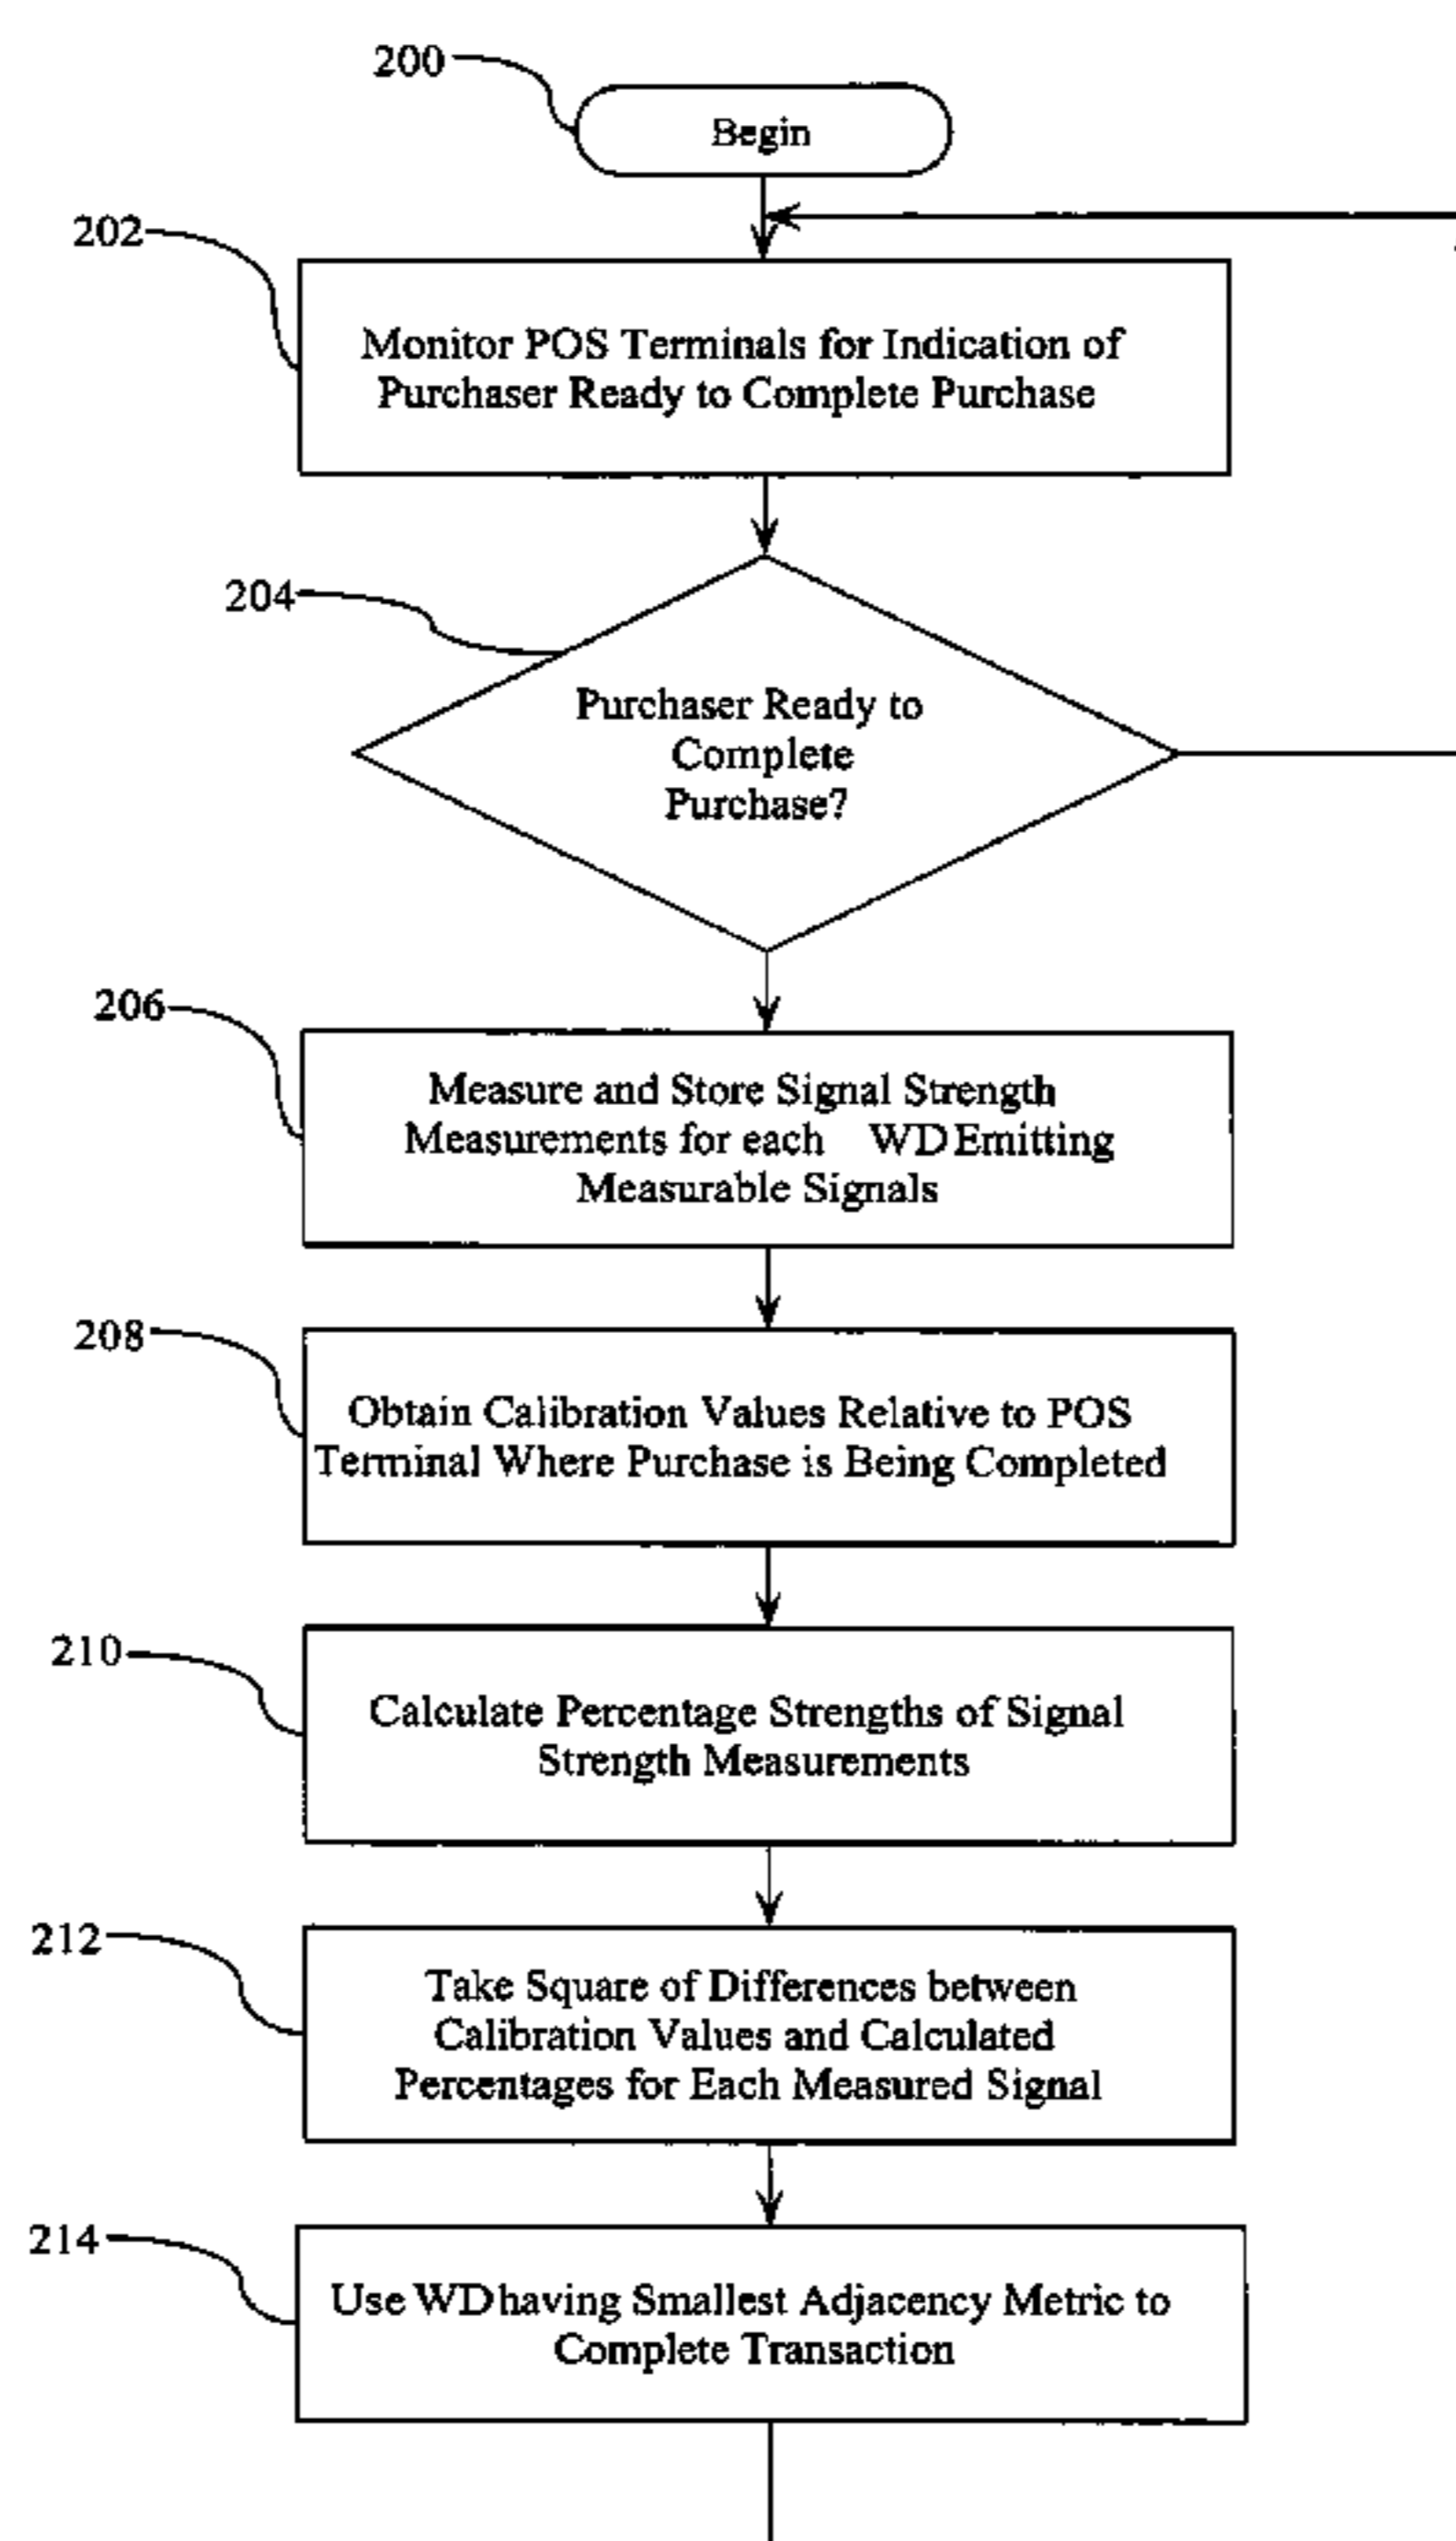 200
Begin
202
Monitor POS Terminals for Indication of
Purchaser Ready to Complete Purchase
204
Purchaser Ready to
Complete
Purchase?
206
Measure and Store Signal Strength
Measurements for each WD Emitting
Measurable Signals
208
Obtain Calibration Values Relative to POS
Terminal Where Purchase is Being Completed
210
Calculate Percentage Strengths of Signal
Strength Measurements
212
Take Square of Differences between
Calibration Values and Calculated
Percentages for Each Measured Signal
214
Use WD having Smallest Adjacency Metric to
Complete Transaction